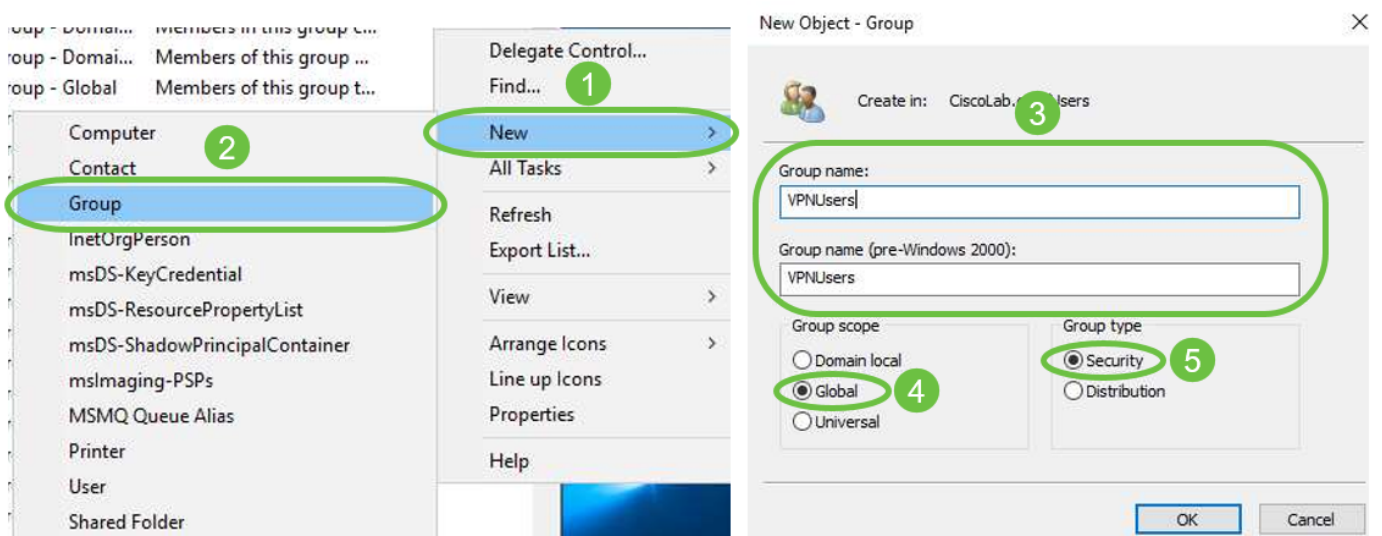 Members in this group c...
roup - Domai... Members of this group ...
roup - Global Members of this group t...
Delegate Control...
Find...
1
New >
All Tasks >
Refresh
Export List...
View >
Arrange Icons >
Line up Icons
Properties
Help
2
Computer
Contact
Group
InetOrgPerson
msDS-KeyCredential
msDS-ResourcePropertyList
msDS-ShadowPrincipalContainer
msImaging-PSPs
MSMQ Queue Alias
Printer
User
Shared Folder
New Object - Group
Create in: CiscoLab.
3
Group name:
VPNUsers
Group name (pre-Windows 2000):
VPNUsers
Group scope
Domain local
Global 4
Universal
Group type
Security 5
Distribution
OK Cancel